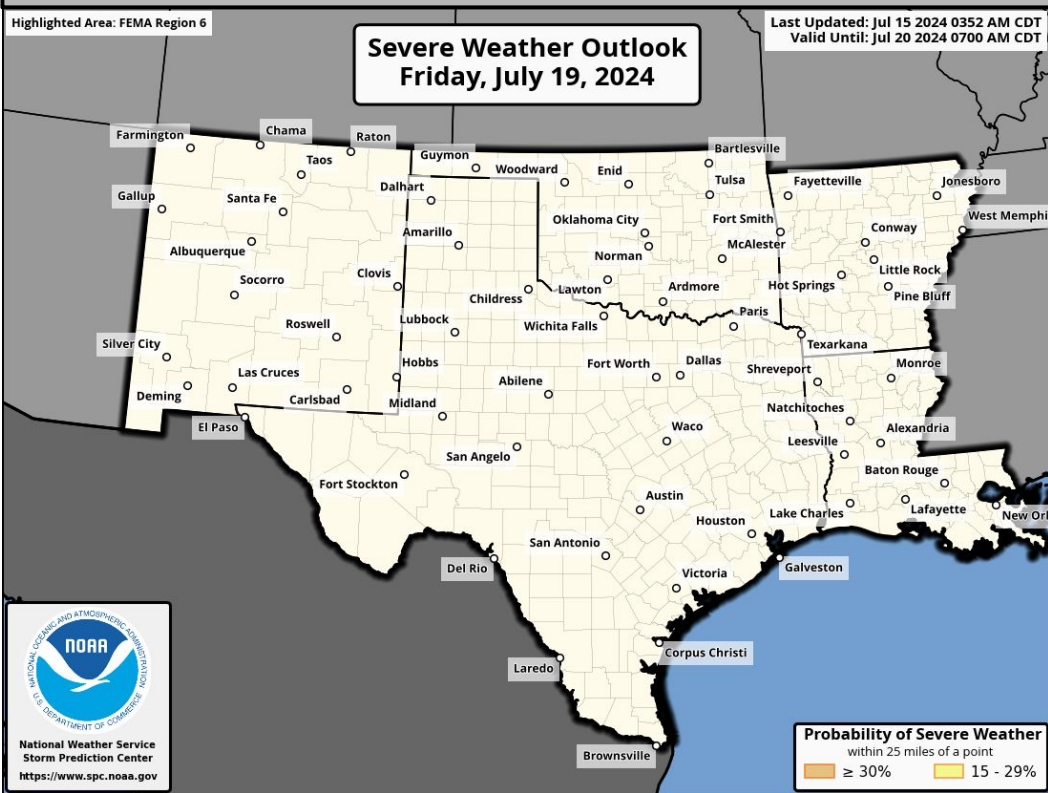 Highlighted Area: FEMA Region 6
Severe Weather Outlook
Friday, July 19, 2024
Last Updated: Jul 15 2024 0352 AM CDT
Valid Until: Jul 20 2024 0700 AM CDT
Farmington
Chama
Raton
Taos
Guymon
Woodward
Enid
Bartlesville
Tulsa
Fayetteville
Jonesboro
Gallup
Santa Fe
Dalhart
Oklahoma City
Fort Smith
West Memphi
Albuquerque
Amarillo
Norman
McAlester
Conway
Socorro
Clovis
Childress
Lawton
Ardmore
Hot Springs
Little Rock
Pine Bluff
Roswell
Lubbock
Wichita Falls
Paris
Texarkana
Silver City
Las Cruces
Hobbs
Fort Worth
Dallas
Shreveport
Monroe
Deming
Carlsbad
Midland
Abilene
Natchitoches
El Paso
San Angelo
Waco
Leesville
Alexandria
Fort Stockton
Austin
Baton Rouge
Lake Charles
Lafayette
New Orl
Houston
San Antonio
Del Rio
Victoria
Galveston
Laredo
Corpus Christi
Brownsville
NATIONAL OCEANIC AND ATMOSPHERIC ADMINISTRATION
NOAA
U.S. DEPARTMENT OF COMMERCE
National Weather Service
Storm Prediction Center
https://www.spc.noaa.gov
Probability of Severe Weather
within 25 miles of a point
≥ 30%
15 - 29%